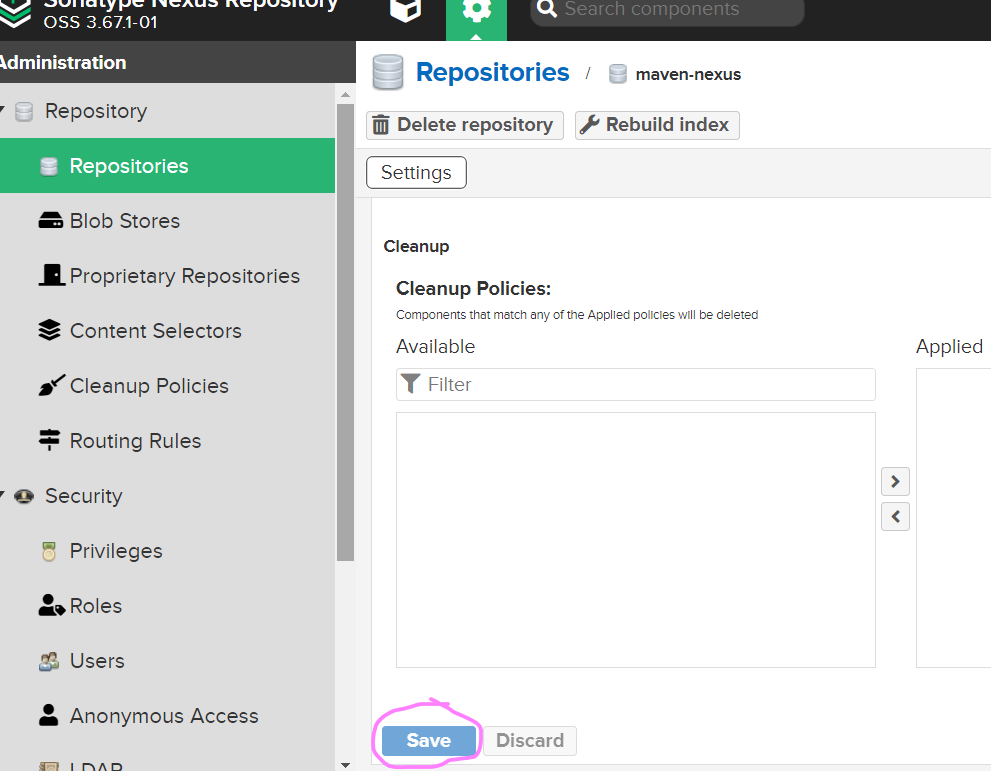 Sonatype Nexus Repository
OSS 3.67.1-01
Search components
Administration
Repositories / maven-nexus
Repository
Delete repository
Rebuild index
Repositories
Settings
Blob Stores
Cleanup
Proprietary Repositories
Cleanup Policies:
Components that match any of the Applied policies will be deleted
Content Selectors
Available
Applied
Cleanup Policies
Filter
Routing Rules
Security
Privileges
Roles
Users
Anonymous Access
Save
Discard
LDAP